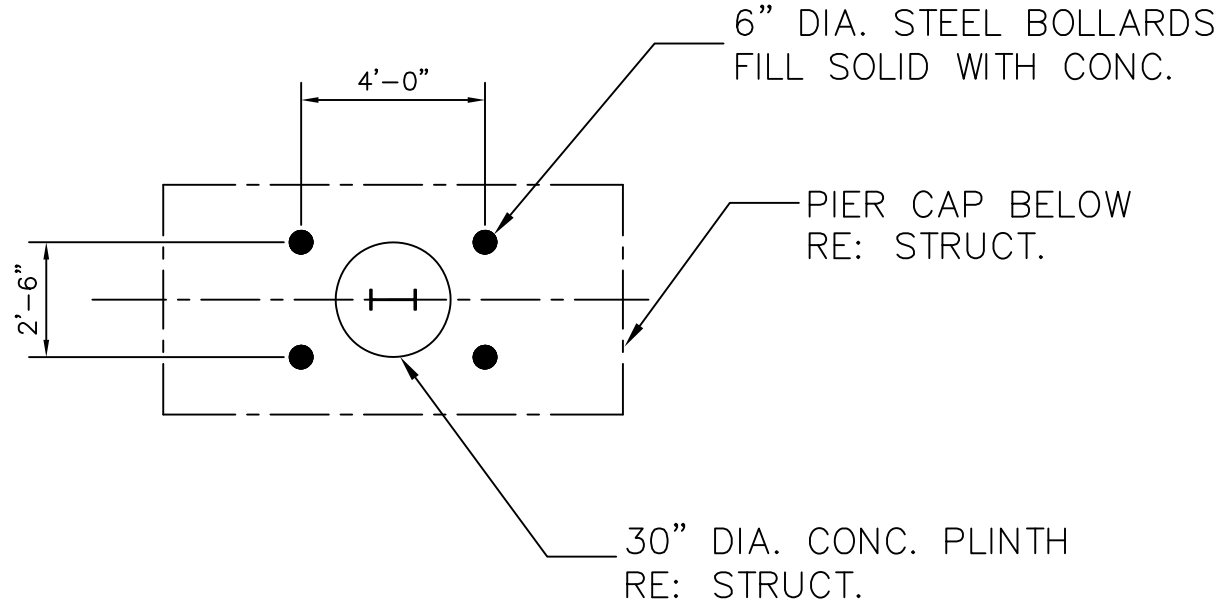 6” DIA. STEEL BOLLARDS
FILL SOLID WITH CONC.
4’-0”
PIER CAP BELOW
RE: STRUCT.
2’-6”
30” DIA. CONC. PLINTH
RE: STRUCT.